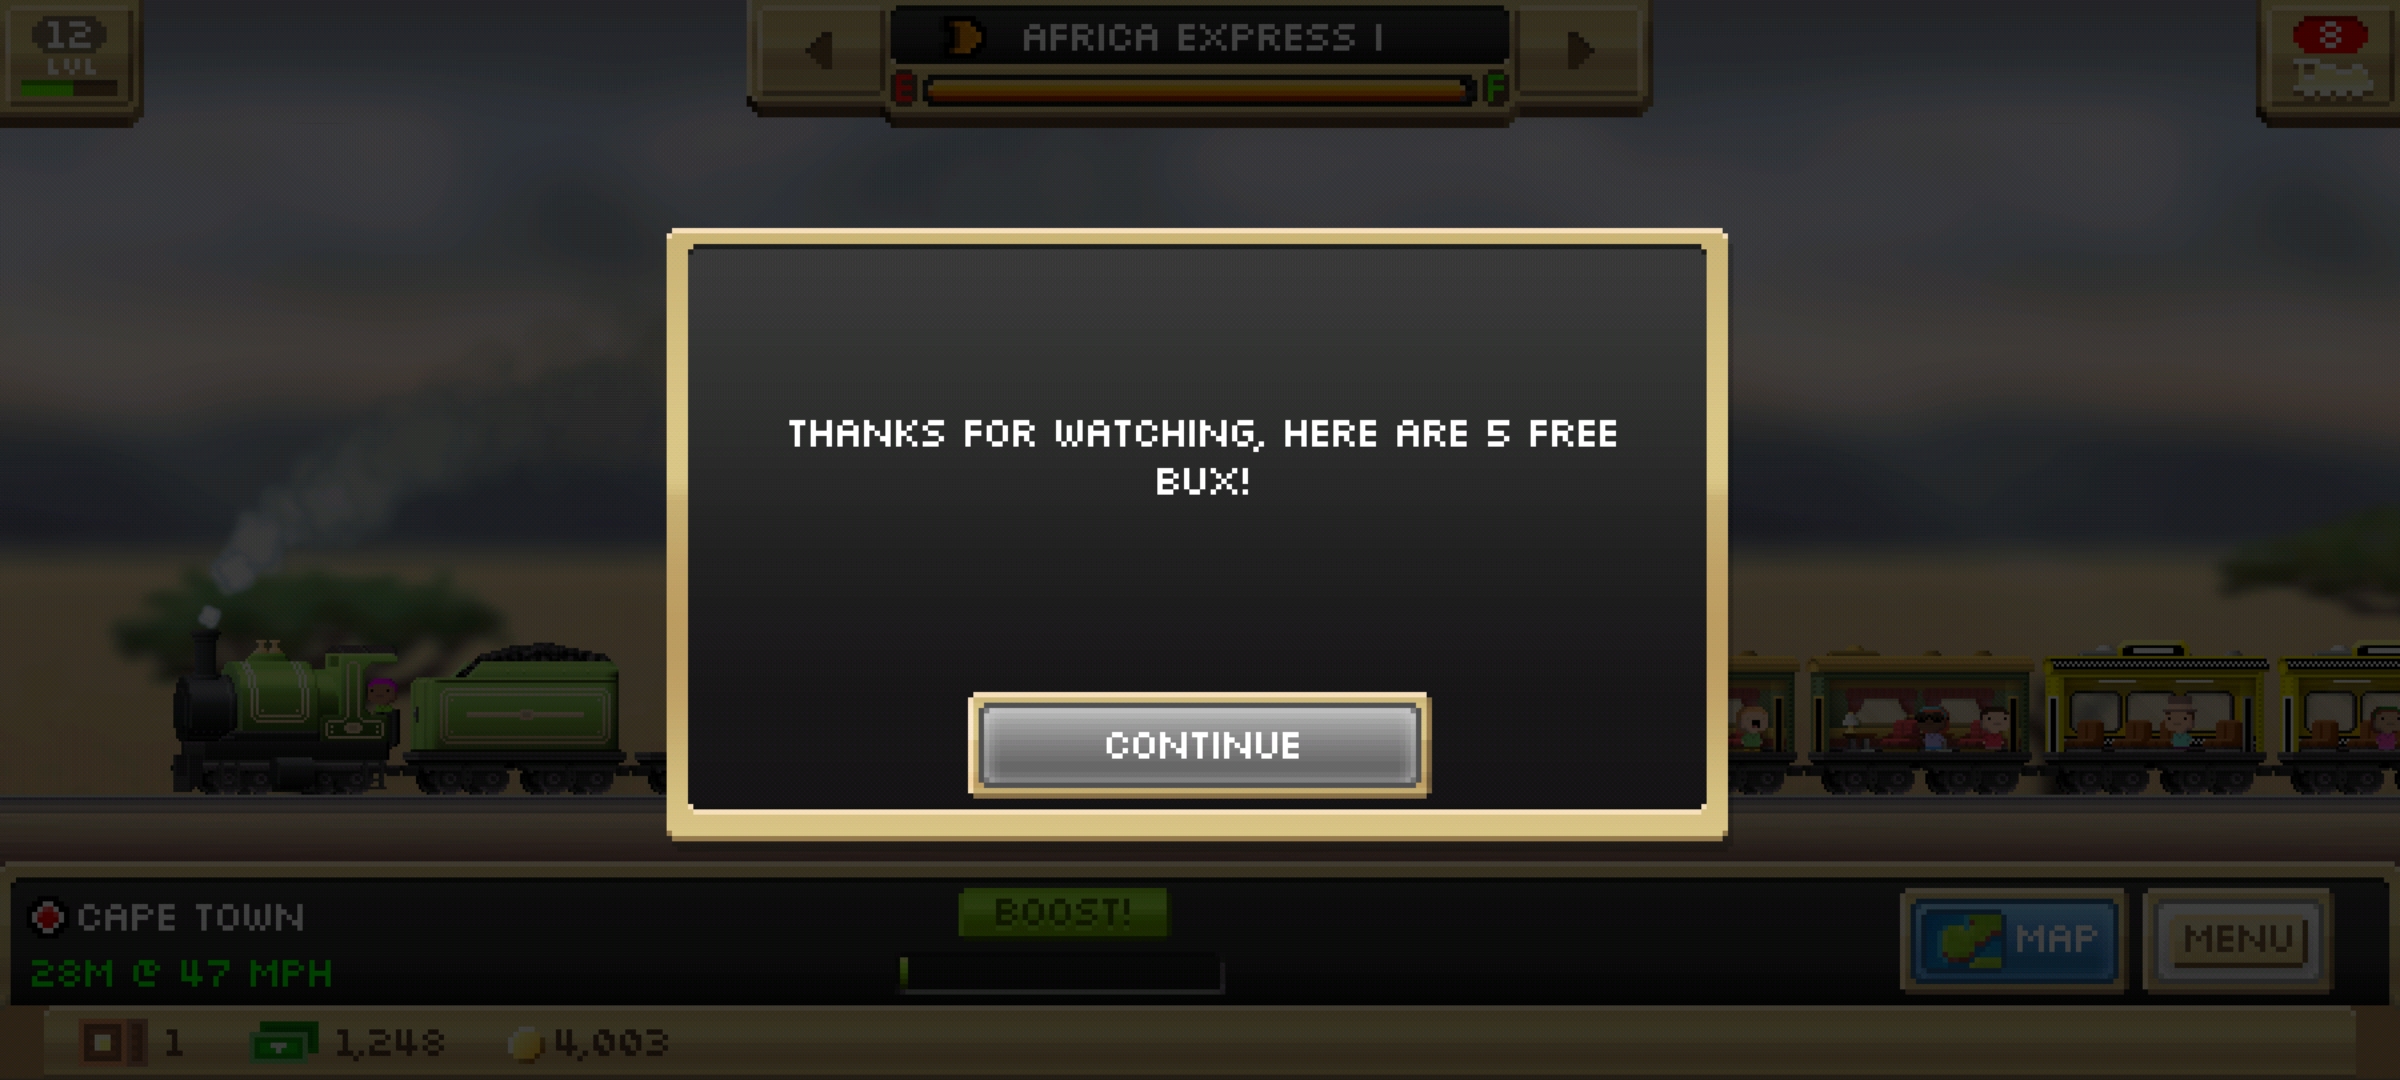 12
LVL
AFRICA EXPRESS I
E
F
8
THANKS FOR WATCHING, HERE ARE 5 FREE
BUX!
CONTINUE
CAPE TOWN
28M @ 47 MPH
BOOST!
MAP
MENU
1
1,248
4,003